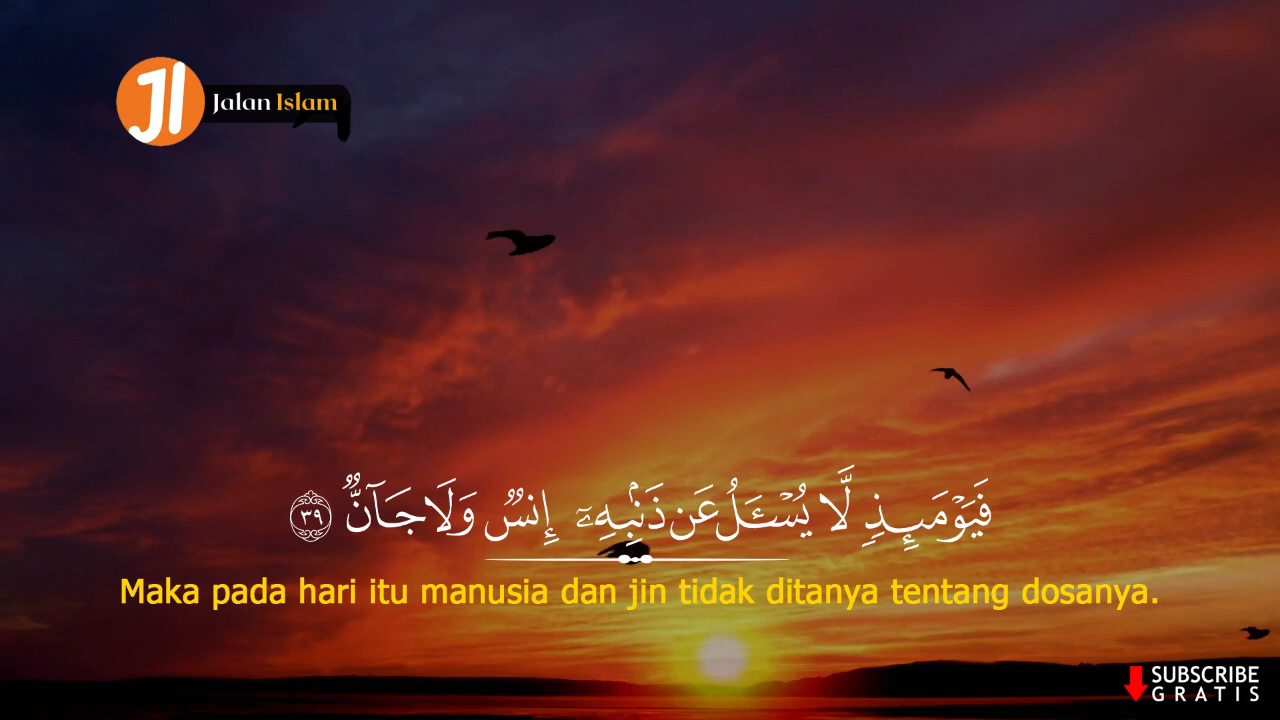 JI Jalan Islam
فَيَوْمَئِذٍ لَّا يُسْـَٔلُ عَن ذَنۢبِهِۦٓ إِنسٌ وَلَا جَآنٌّ ٣٩
Maka pada hari itu manusia dan jin tidak ditanya tentang dosanya.
SUBSCRIBE
GRATIS